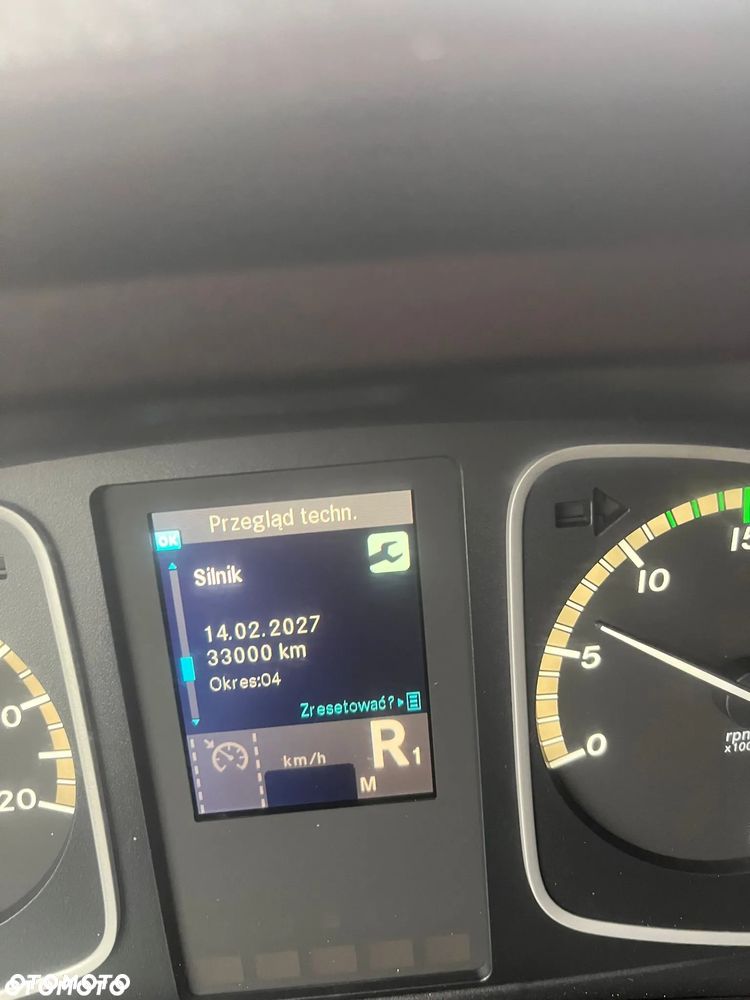 Przegląd techn.
OK
Silnik
14.02.2027
33000 km
Okres:04
Zresetować?
km/h
R1
M
20
0
5
10
15
rpm
OTOMOTO
OTOMOTO